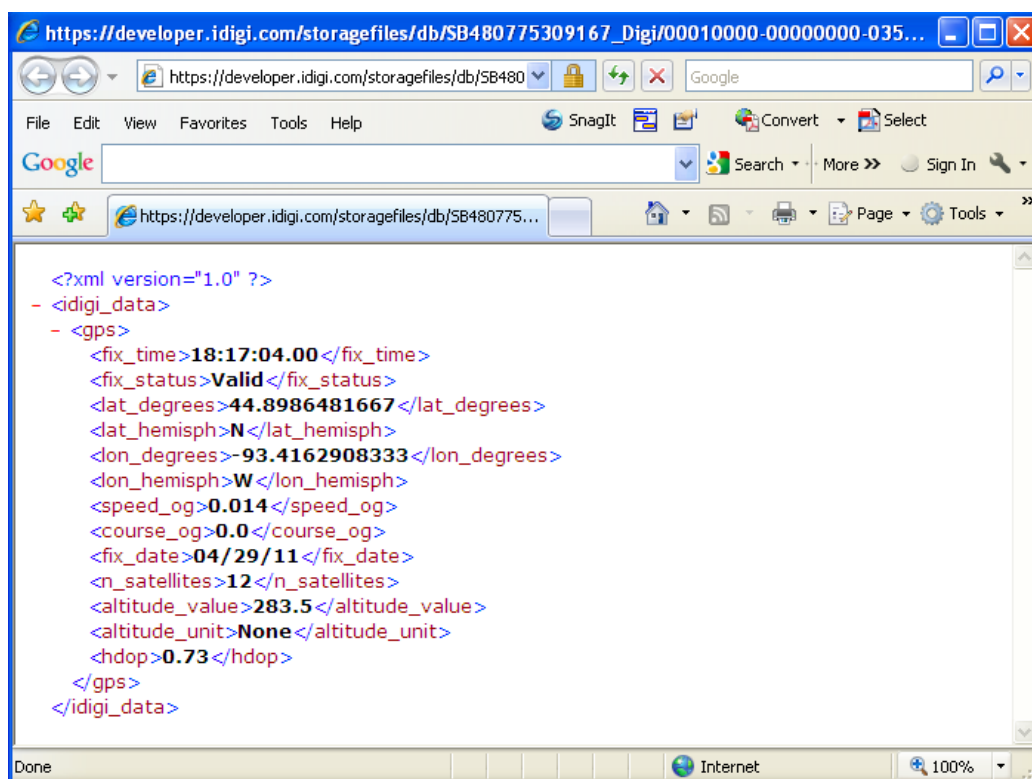 https://developer.idigi.com/storagefiles/db/SB480775309167_Digi/00010000-00000000-035...
https://developer.idigi.com/storagefiles/db/SB480 Google
File Edit View Favorites Tools Help SnagIt Convert Select
Google Search More >> Sign In
https://developer.idigi.com/storagefiles/db/SB480775... Page Tools >>
<?xml version="1.0" ?>
- <idigi_data>
- <gps>
<fix_time>18:17:04.00</fix_time>
<fix_status>Valid</fix_status>
<lat_degrees>44.8986481667</lat_degrees>
<lat_hemisph>N</lat_hemisph>
<lon_degrees>-93.4162908333</lon_degrees>
<lon_hemisph>W</lon_hemisph>
<speed_og>0.014</speed_og>
<course_og>0.0</course_og>
<fix_date>04/29/11</fix_date>
<n_satellites>12</n_satellites>
<altitude_value>283.5</altitude_value>
<altitude_unit>None</altitude_unit>
<hdop>0.73</hdop>
</gps>
</idigi_data>
Done Internet 100%